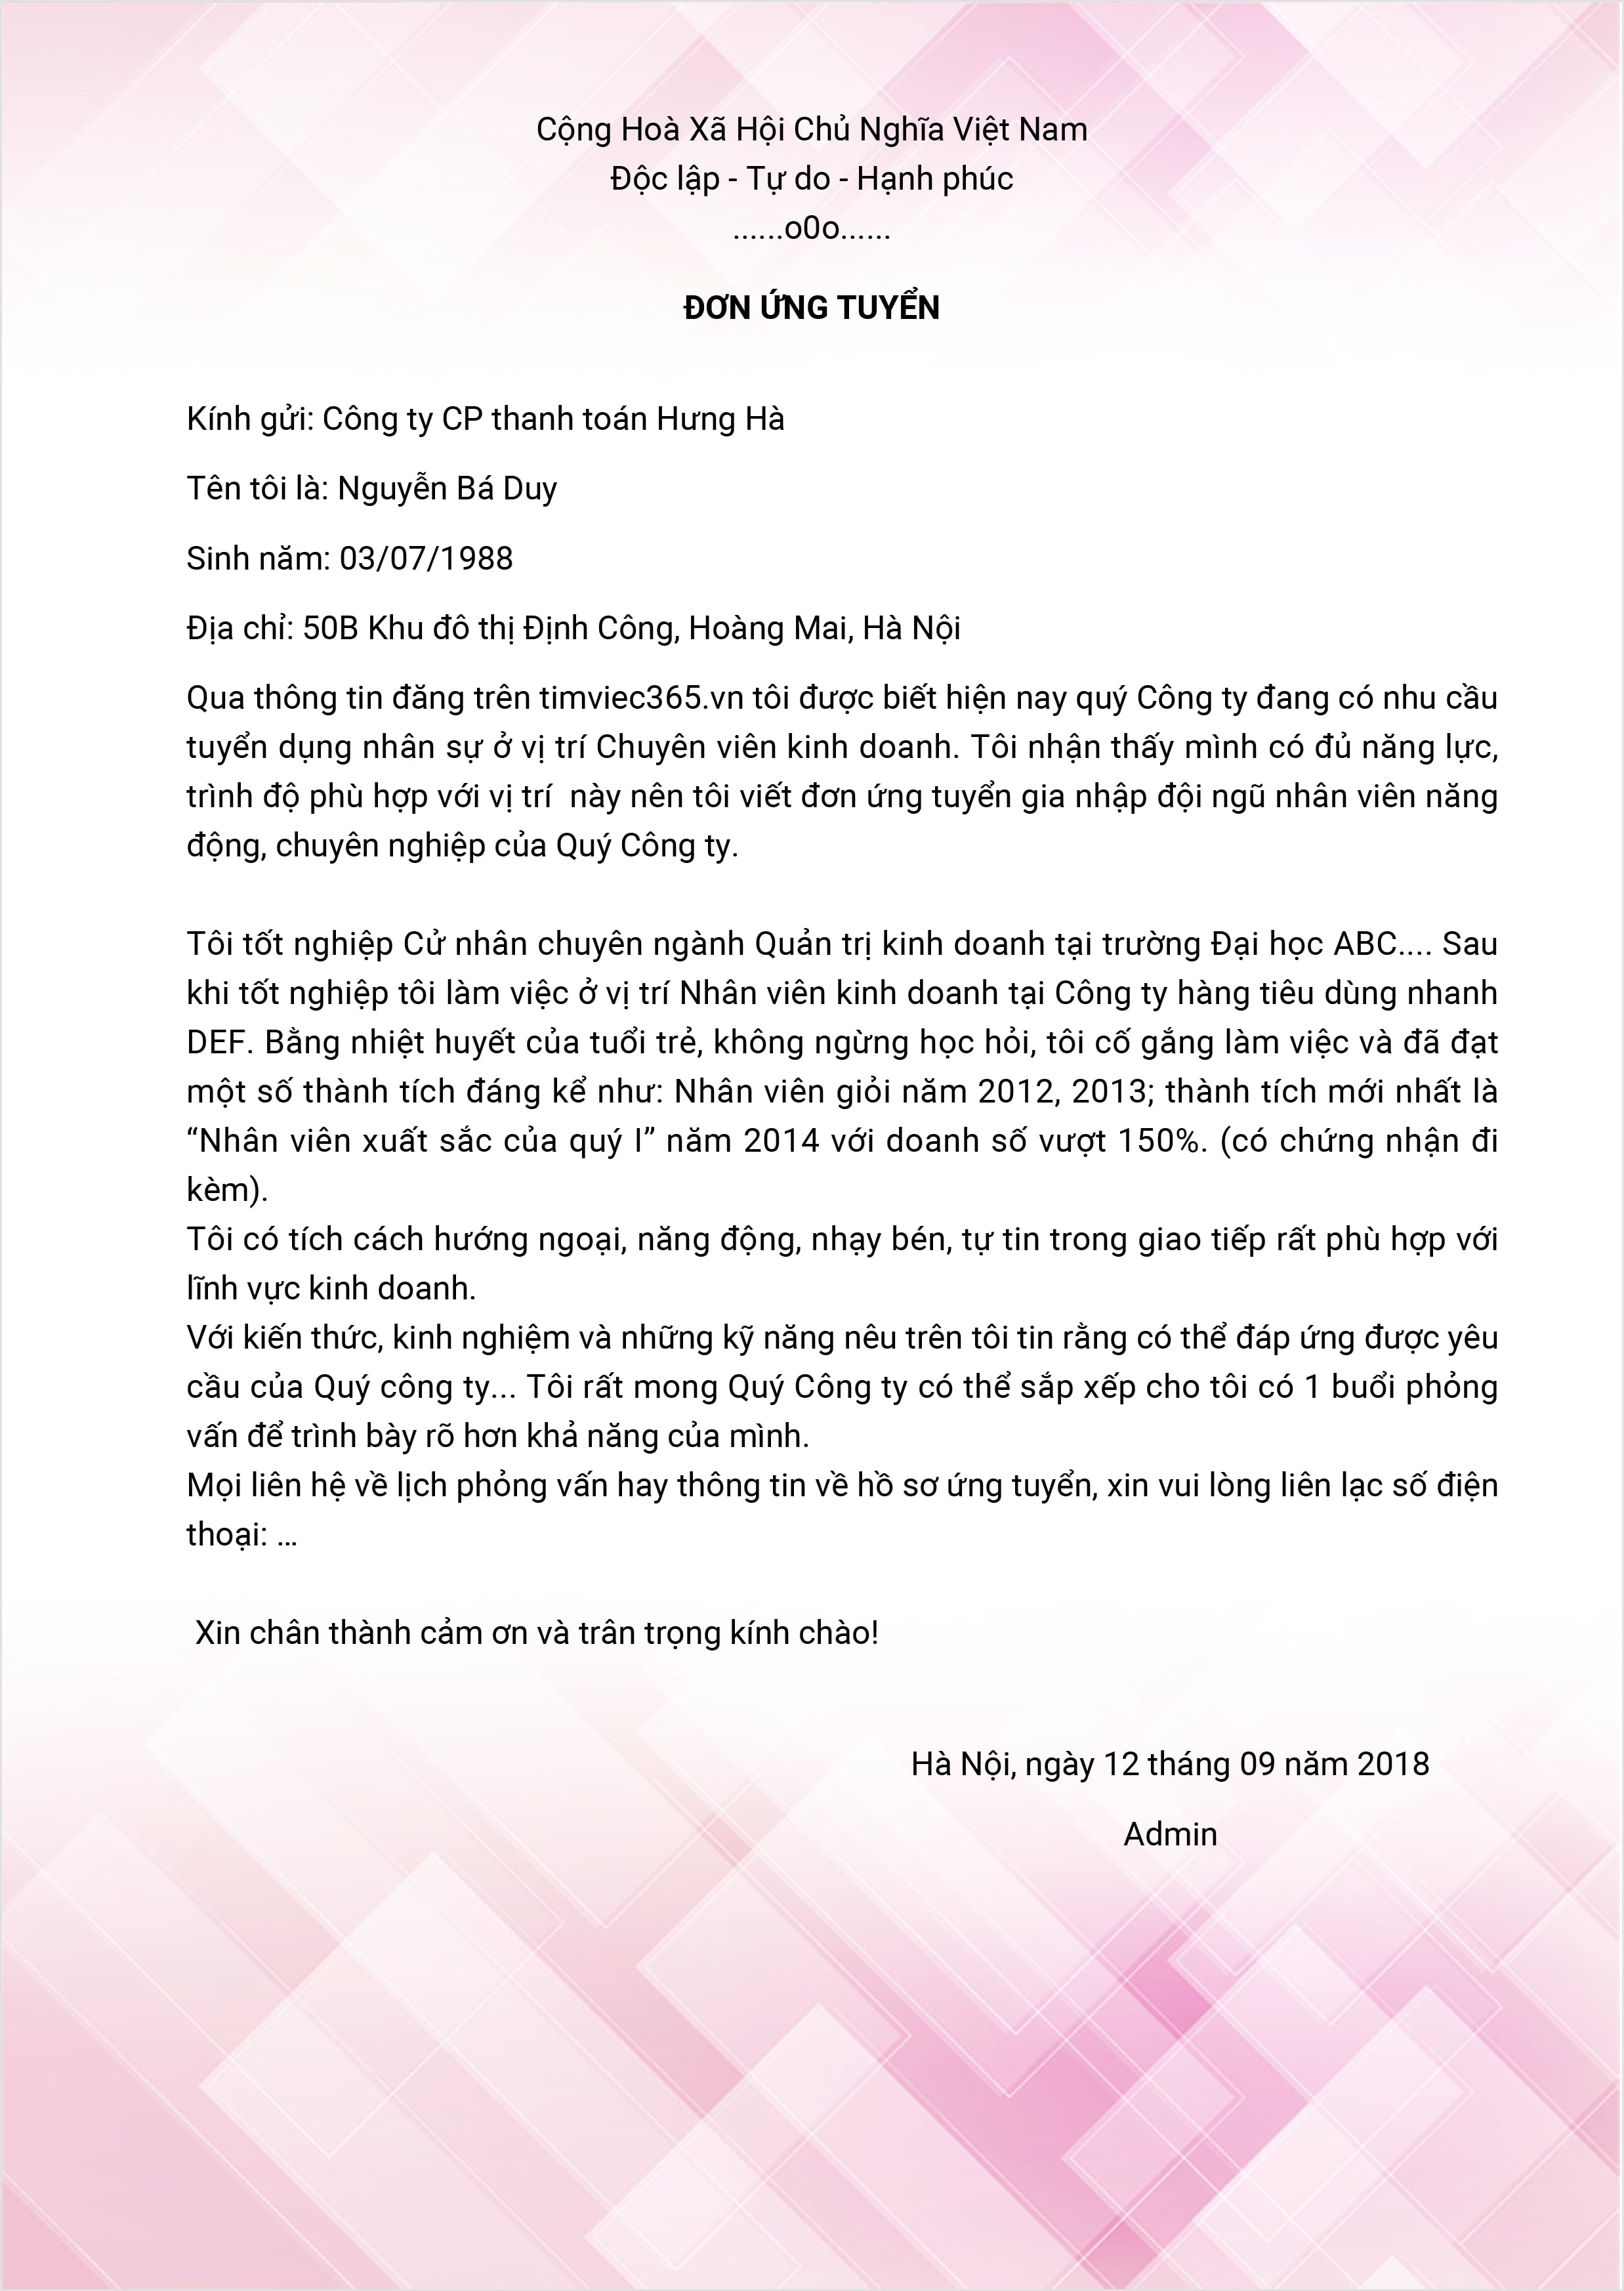 Cộng Hoà Xã Hội Chủ Nghĩa Việt Nam
Độc lập - Tự do - Hạnh phúc
......o0o......
ĐƠN ỨNG TUYỂN
Kính gửi: Công ty CP thanh toán Hưng Hà
Tên tôi là: Nguyễn Bá Duy
Sinh năm: 03/07/1988
Địa chỉ: 50B Khu đô thị Định Công, Hoàng Mai, Hà Nội
Qua thông tin đăng trên timviec365.vn tôi được biết hiện nay quý Công ty đang có nhu cầu
tuyển dụng nhân sự ở vị trí Chuyên viên kinh doanh. Tôi nhận thấy mình có đủ năng lực,
trình độ phù hợp với vị trí  này nên tôi viết đơn ứng tuyển gia nhập đội ngũ nhân viên năng
động, chuyên nghiệp của Quý Công ty.
Tôi tốt nghiệp Cử nhân chuyên ngành Quản trị kinh doanh tại trường Đại học ABC.... Sau
khi tốt nghiệp tôi làm việc ở vị trí Nhân viên kinh doanh tại Công ty hàng tiêu dùng nhanh
DEF. Bằng nhiệt huyết của tuổi trẻ, không ngừng học hỏi, tôi cố gắng làm việc và đã đạt
một số thành tích đáng kể như: Nhân viên giỏi năm 2012, 2013; thành tích mới nhất là
“Nhân viên xuất sắc của quý I” năm 2014 với doanh số vượt 150%. (có chứng nhận đi
kèm).
Tôi có tích cách hướng ngoại, năng động, nhạy bén, tự tin trong giao tiếp rất phù hợp với
lĩnh vực kinh doanh.
Với kiến thức, kinh nghiệm và những kỹ năng nêu trên tôi tin rằng có thể đáp ứng được yêu
cầu của Quý công ty... Tôi rất mong Quý Công ty có thể sắp xếp cho tôi có 1 buổi phỏng
vấn để trình bày rõ hơn khả năng của mình.
Mọi liên hệ về lịch phỏng vấn hay thông tin về hồ sơ ứng tuyển, xin vui lòng liên lạc số điện
thoại: …
Xin chân thành cảm ơn và trân trọng kính chào!
Hà Nội, ngày 12 tháng 09 năm 2018
Admin